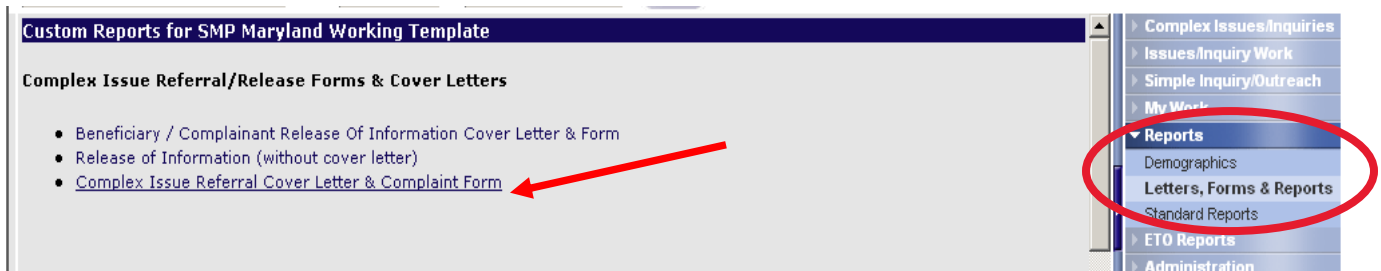 Custom Reports for SMP Maryland Working Template
Complex Issue Referral/Release Forms & Cover Letters
Beneficiary / Complainant Release Of Information Cover Letter & Form
Release of Information (without cover letter)
Complex Issue Referral Cover Letter & Complaint Form
Complex Issues/Inquiries
Issues/Inquiry Work
Simple Inquiry/Outreach
My Work
Reports
Demographics
Letters, Forms & Reports
Standard Reports
ETO Reports
Administration